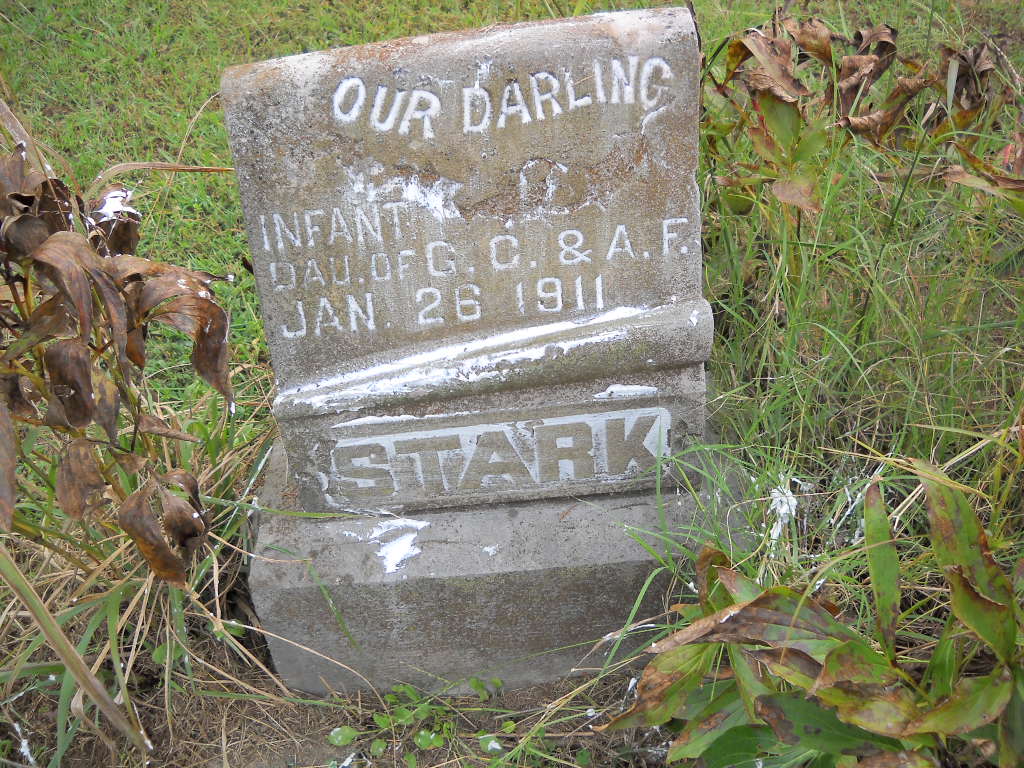 OUR DARLING
INFANT
DAU. OF G. C. & A. F.
JAN. 26 1911
STARK